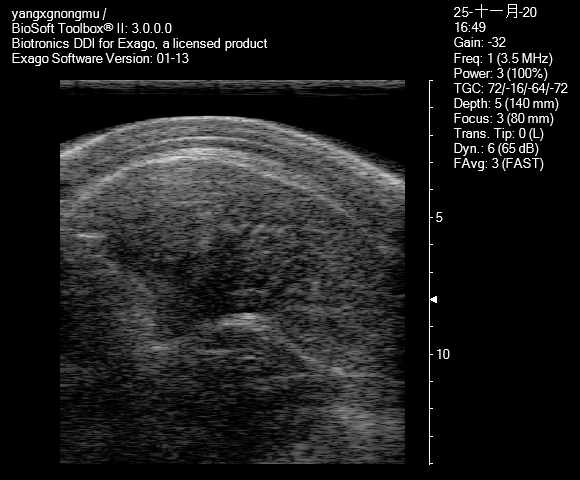 yangxgnongmu /
BioSoft Toolbox® II: 3.0.0.0
Biotronics DDI for Exago, a licensed product
Exago Software Version: 01-13
25-十一月-20
16:49
Gain: -32
Freq: 1 (3.5 MHz)
Power: 3 (100%)
TGC: 72/-16/-64/-72
Depth: 5 (140 mm)
Focus: 3 (80 mm)
Trans. Tip: 0 (L)
Dyn.: 6 (65 dB)
FAvg: 3 (FAST)
5
10